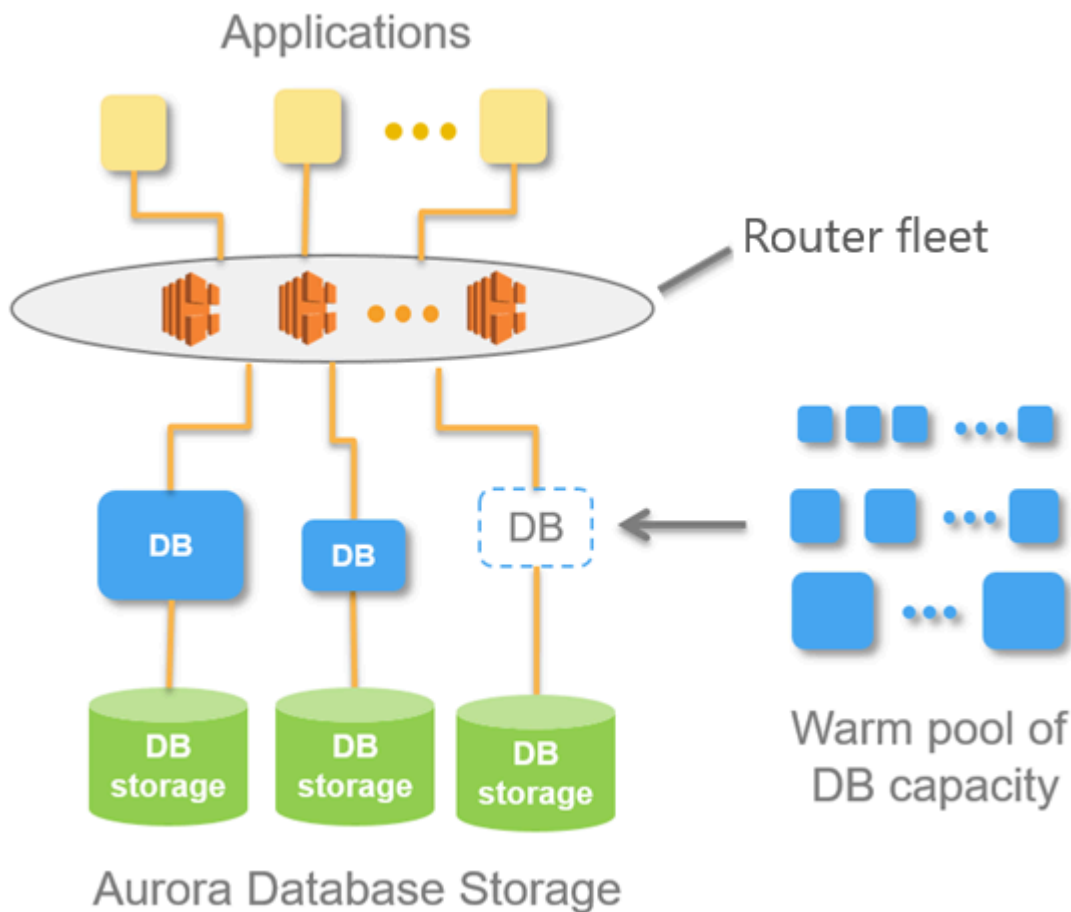 Applications
Router fleet
DB
DB
DB
DB
storage
DB
storage
DB
storage
Warm pool of
DB capacity
Aurora Database Storage